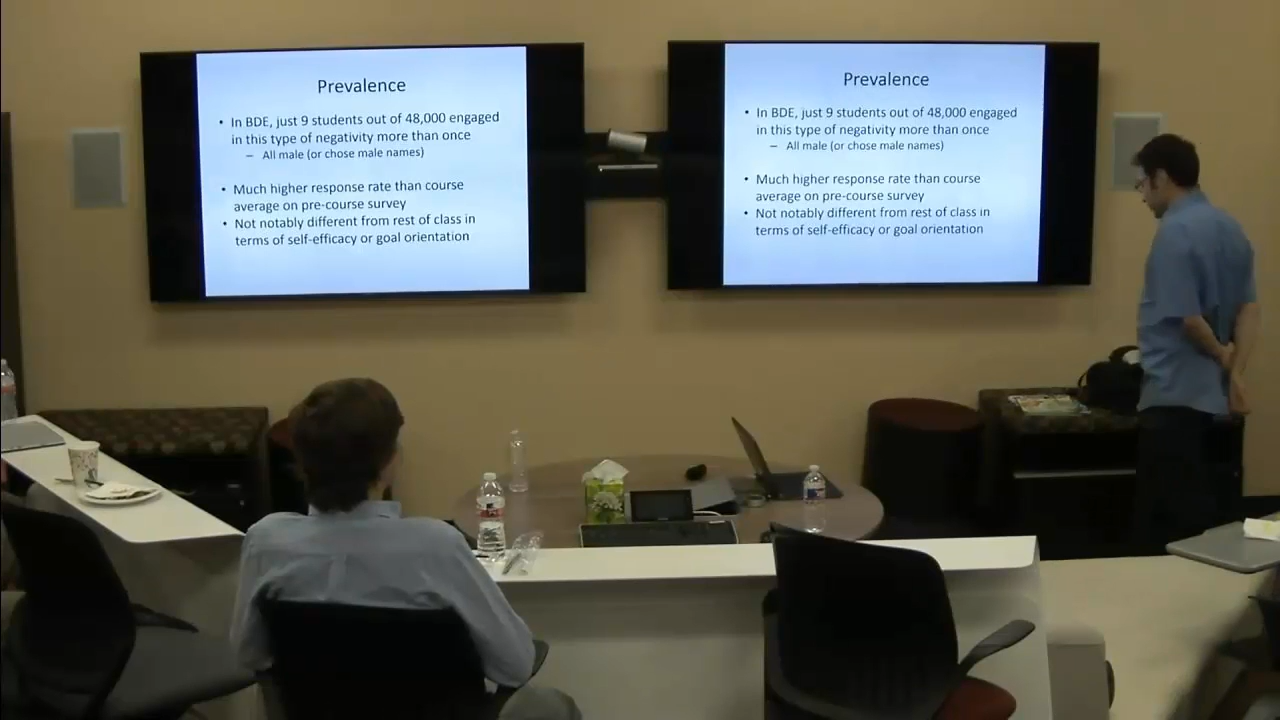 Prevalence
• In BDE, just 9 students out of 48,000 engaged
in this type of negativity more than once
– All male (or chose male names)
• Much higher response rate than course
average on pre-course survey
• Not notably different from rest of class in
terms of self-efficacy or goal orientation
Prevalence
• In BDE, just 9 students out of 48,000 engaged
in this type of negativity more than once
– All male (or chose male names)
• Much higher response rate than course
average on pre-course survey
• Not notably different from rest of class in
terms of self-efficacy or goal orientation